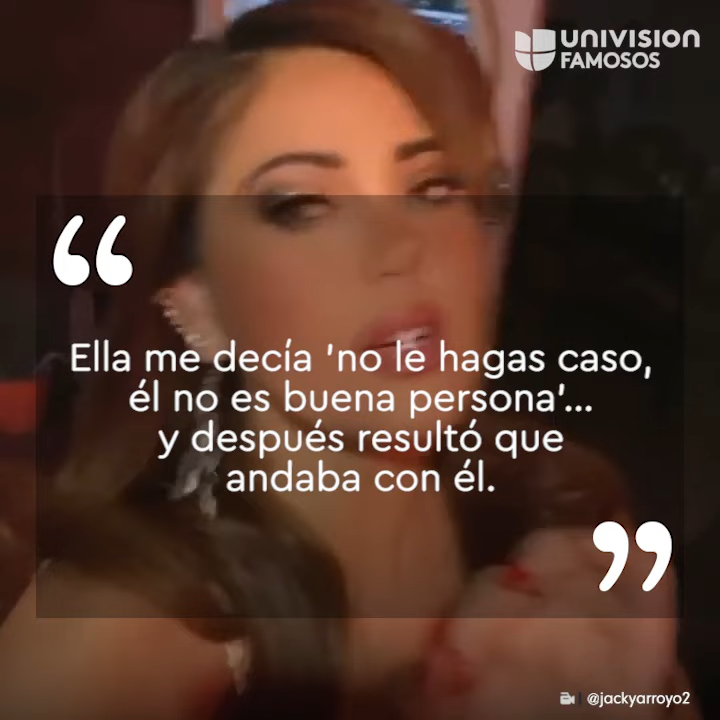 UNIVISION
FAMOSOS
“
Ella me decía 'no le hagas caso,
él no es buena persona'...
y después resultó que
andaba con él.
”
@jackyarroyo2